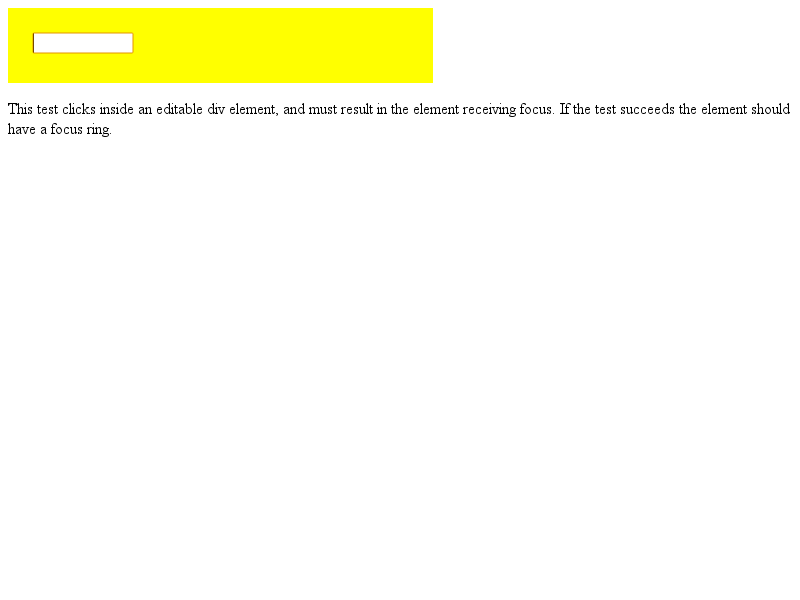 This test clicks inside an editable div element, and must result in the element receiving focus. If the test succeeds the element should
have a focus ring.